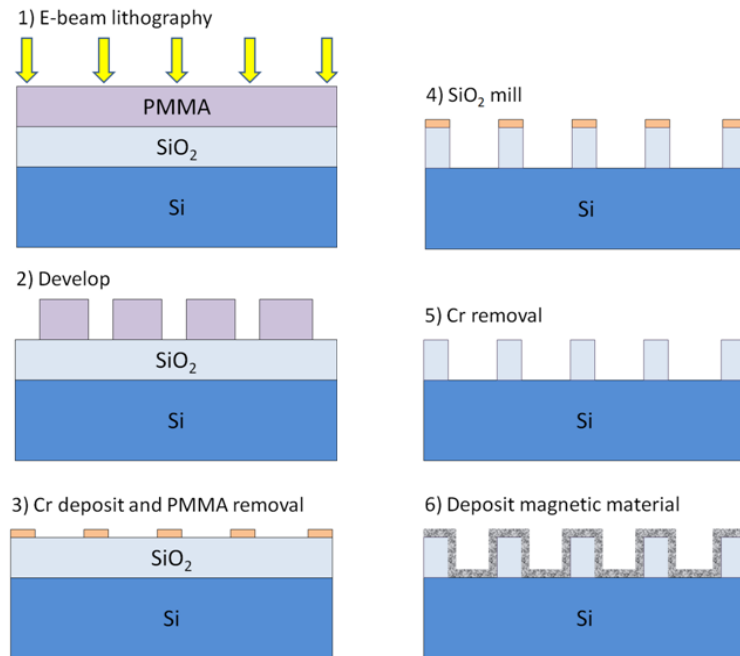 1) E-beam lithography
PMMA
SiO₂
Si
2) Develop
SiO₂
Si
3) Cr deposit and PMMA removal
SiO₂
Si
4) SiO₂ mill
Si
5) Cr removal
Si
6) Deposit magnetic material
Si